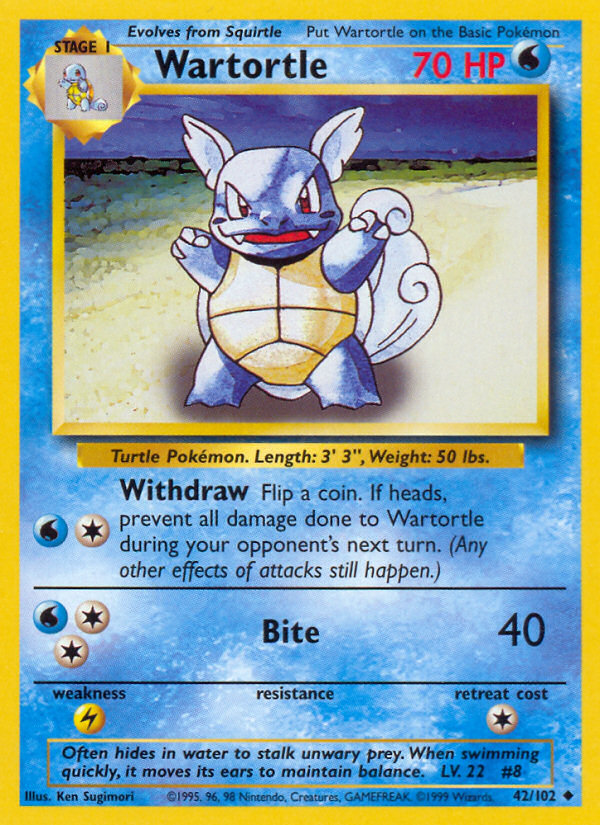 Evolves from Squirtle Put Wartortle on the Basic Pokémon
STAGE 1
Wartortle 70 HP
Turtle Pokémon. Length: 3' 3", Weight: 50 lbs.
Withdraw Flip a coin. If heads,
prevent all damage done to Wartortle
during your opponent's next turn. (Any
other effects of attacks still happen.)
Bite 40
weakness resistance retreat cost
Often hides in water to stalk unwary prey. When swimming
quickly, it moves its ears to maintain balance. LV. 22 #8
Illus. Ken Sugimori ©1995, 96, 98 Nintendo, Creatures, GAMEFREAK. ©1999 Wizards. 42/102